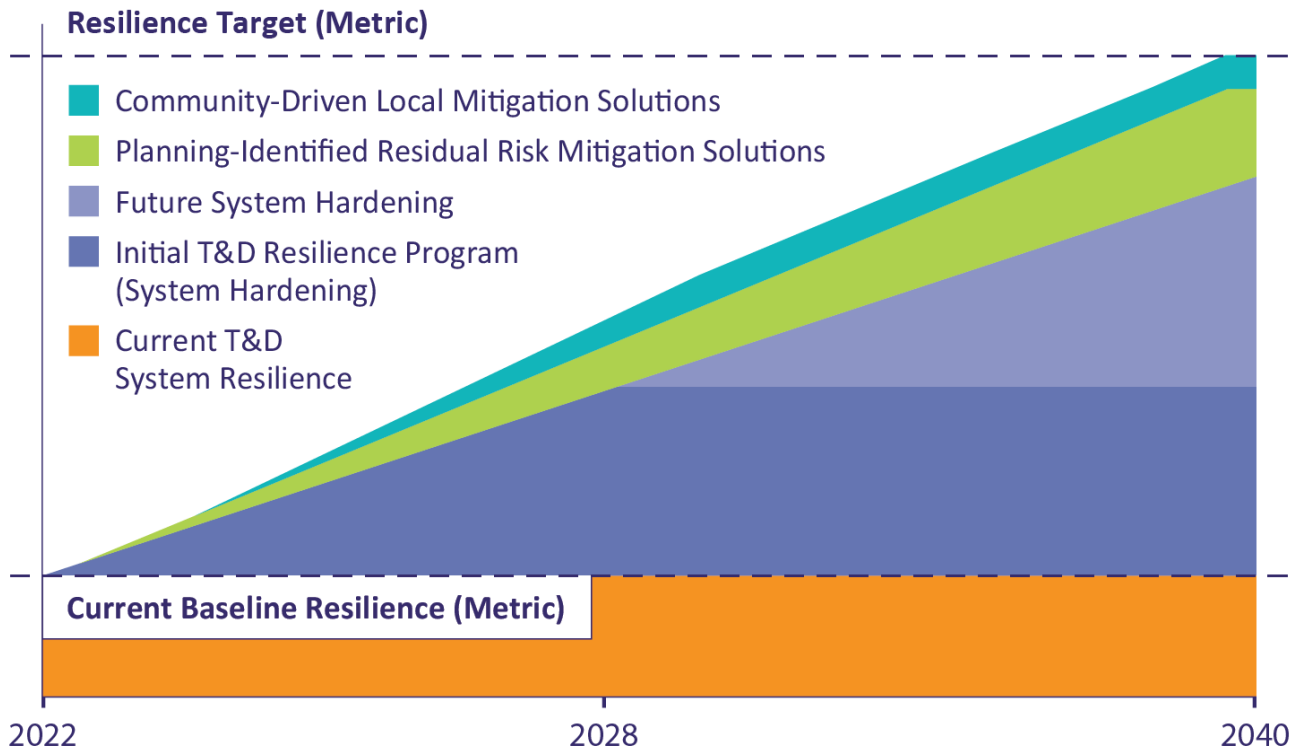 Resilience Target (Metric)
Community-Driven Local Mitigation Solutions
Planning-Identified Residual Risk Mitigation Solutions
Future System Hardening
Initial T&D Resilience Program
(System Hardening)
Current T&D
System Resilience
Current Baseline Resilience (Metric)
2022
2028
2040